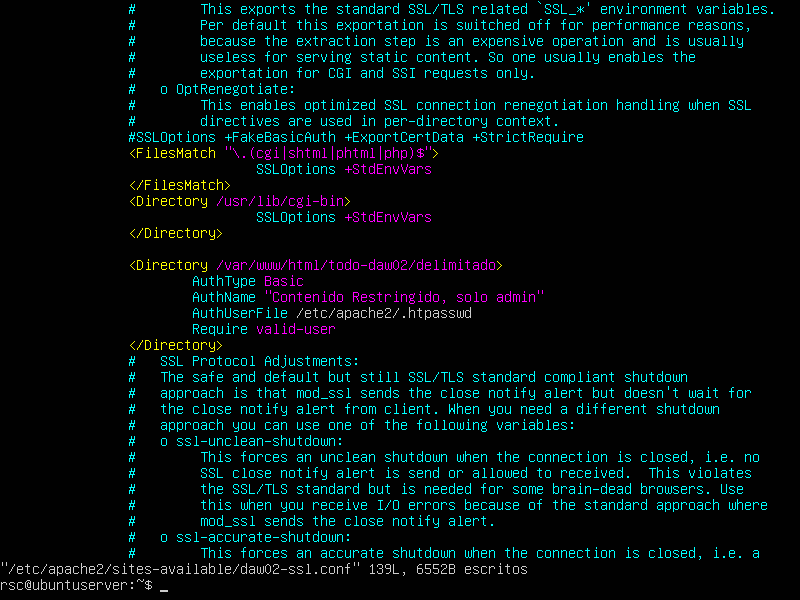 #        This exports the standard SSL/TLS related `SSL_*' environment variables.
#        Per default this exportation is switched off for performance reasons,
#        because the extraction step is an expensive operation and is usually
#        useless for serving static content. So one usually enables the
#        exportation for CGI and SSI requests only.
#   o OptRenegotiate:
#        This enables optimized SSL connection renegotiation handling when SSL
#        directives are used in per-directory context.
#SSLOptions +FakeBasicAuth +ExportCertData +StrictRequire
<FilesMatch "\.(cgi|shtml|phtml|php)$">
                SSLOptions +StdEnvVars
</FilesMatch>
<Directory /usr/lib/cgi-bin>
                SSLOptions +StdEnvVars
</Directory>

<Directory /var/www/html/todo-daw02/delimitado>
        AuthType Basic
        AuthName "Contenido Restringido, solo admin"
        AuthUserFile /etc/apache2/.htpasswd
        Require valid-user
</Directory>
#   SSL Protocol Adjustments:
#   The safe and default but still SSL/TLS standard compliant shutdown
#   approach is that mod_ssl sends the close notify alert but doesn't wait for
#   the close notify alert from client. When you need a different shutdown
#   approach you can use one of the following variables:
#   o ssl-unclean-shutdown:
#        This forces an unclean shutdown when the connection is closed, i.e. no
#        SSL close notify alert is send or allowed to received.  This violates
#        the SSL/TLS standard but is needed for some brain-dead browsers. Use
#        this when you receive I/O errors because of the standard approach where
#        mod_ssl sends the close notify alert.
#   o ssl-accurate-shutdown:
#        This forces an accurate shutdown when the connection is closed, i.e. a
"/etc/apache2/sites-available/daw02-ssl.conf" 139L, 6552B escritos
rsc@ubuntuserver:~$ _